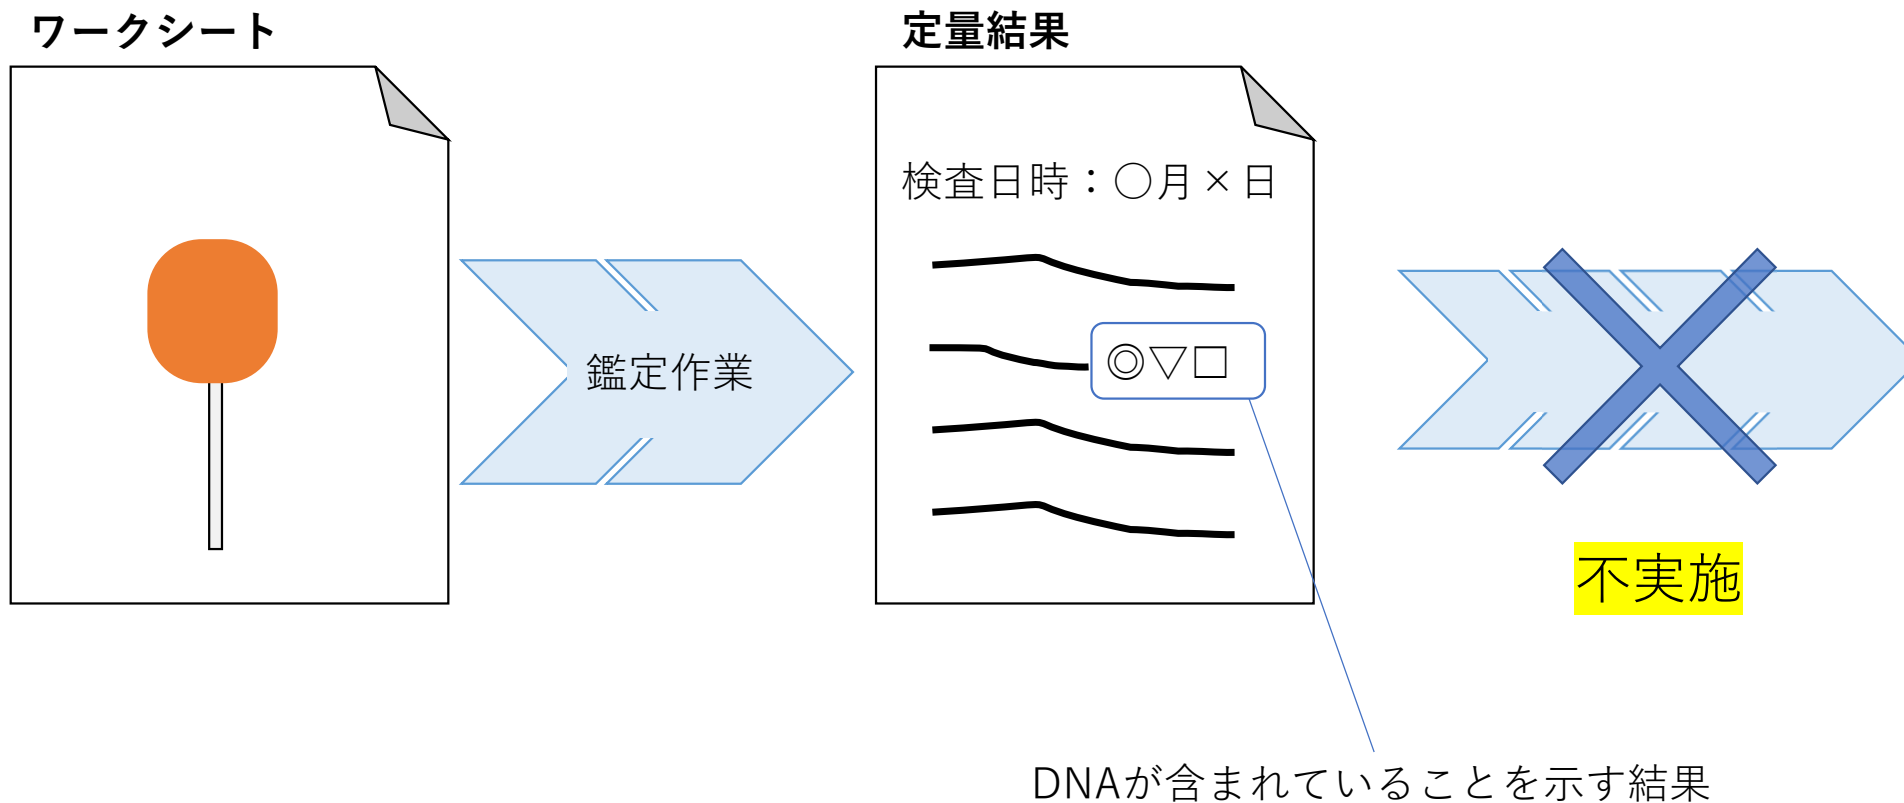 ワークシート
定量結果
検査日時：○月×日
鑑定作業
◎▽□
不実施
DNAが含まれていることを示す結果